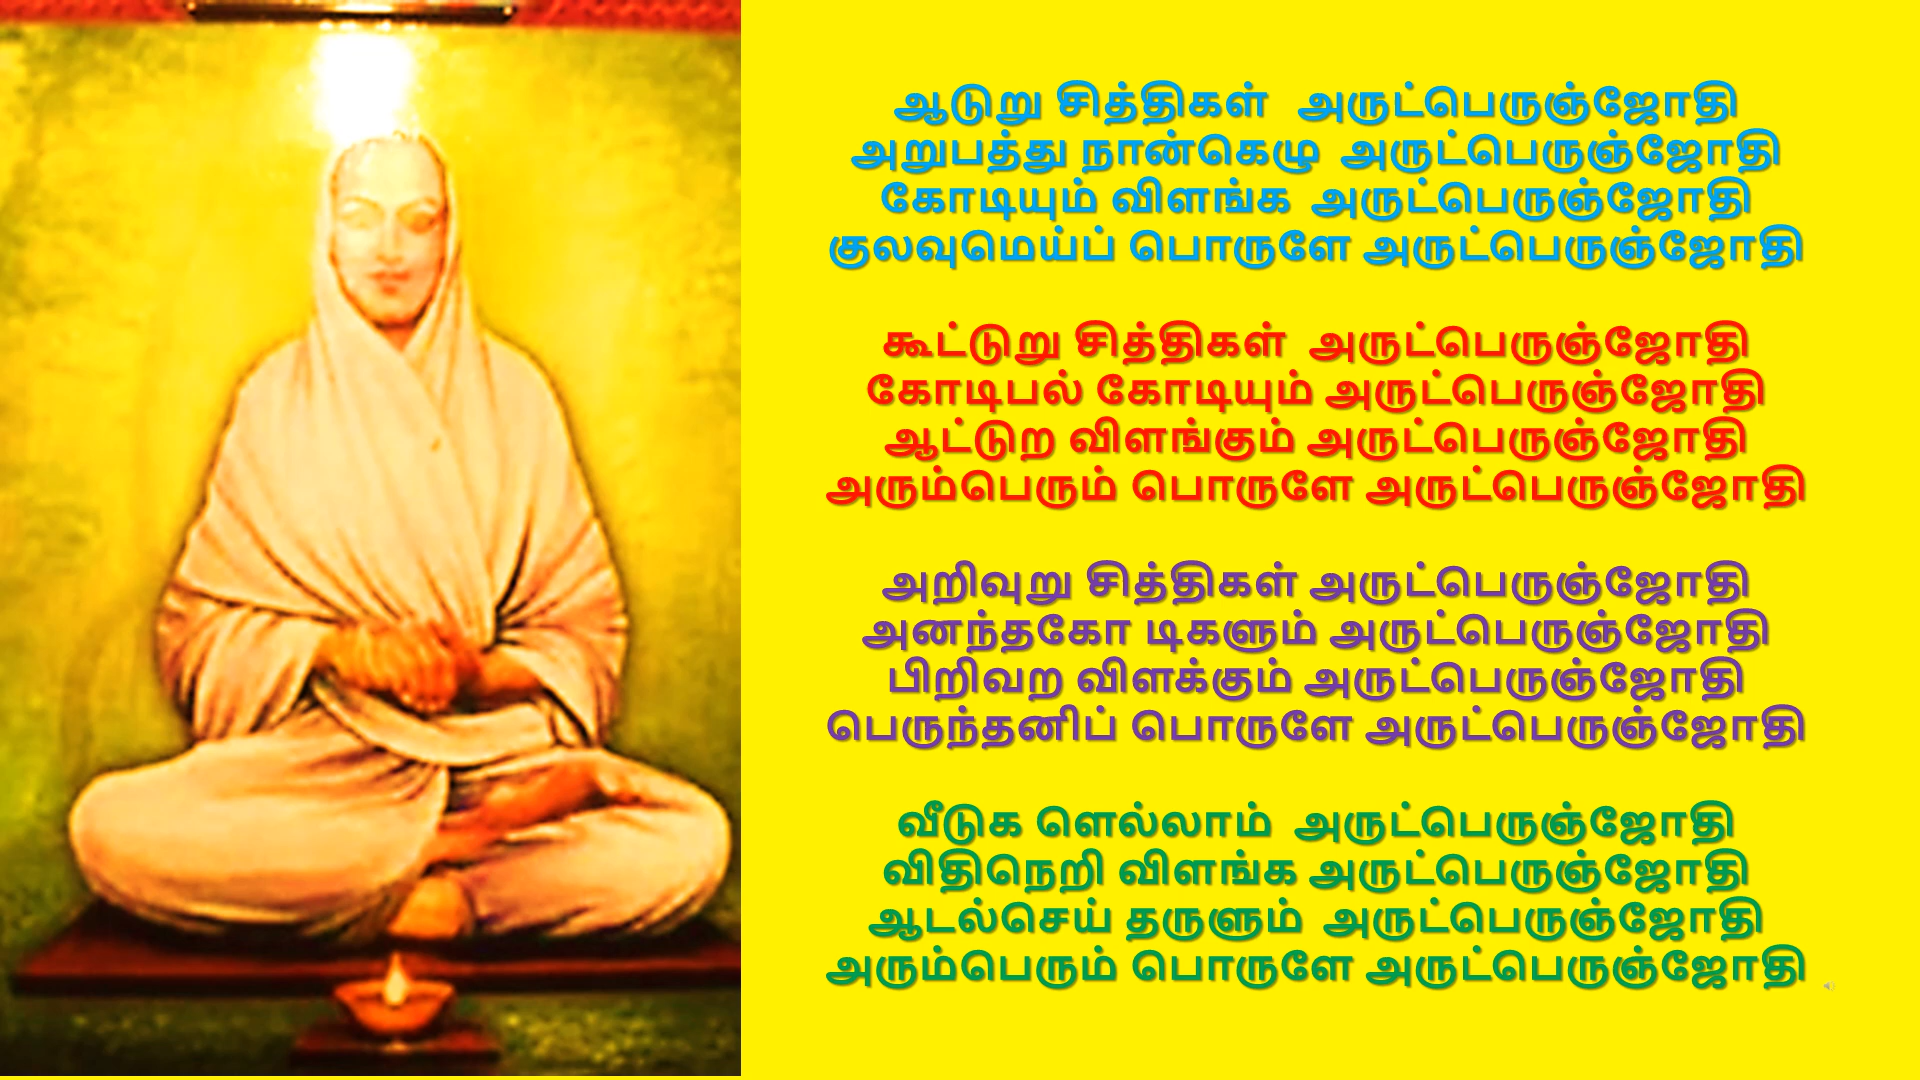 ஆடுறு சித்திகள் அருட்பெருஞ்ஜோதி
அறுபத்து நான்கெழு அருட்பெருஞ்ஜோதி
கோடியும் விளங்க அருட்பெருஞ்ஜோதி
குலவுமெய்ப் பொருளே அருட்பெருஞ்ஜோதி
கூட்டுறு சித்திகள் அருட்பெருஞ்ஜோதி
கோடிபல் கோடியும் அருட்பெருஞ்ஜோதி
ஆட்டுற விளங்கும் அருட்பெருஞ்ஜோதி
அரும்பெரும் பொருளே அருட்பெருஞ்ஜோதி
அறிவுறு சித்திகள் அருட்பெருஞ்ஜோதி
அனந்தகோ டிகளும் அருட்பெருஞ்ஜோதி
பிறிவற விளக்கும் அருட்பெருஞ்ஜோதி
பெருந்தனிப் பொருளே அருட்பெருஞ்ஜோதி
வீடுக ளெல்லாம் அருட்பெருஞ்ஜோதி
விதிநெறி விளங்க அருட்பெருஞ்ஜோதி
ஆடல்செய் தருளும் அருட்பெருஞ்ஜோதி
அரும்பெரும் பொருளே அருட்பெருஞ்ஜோதி